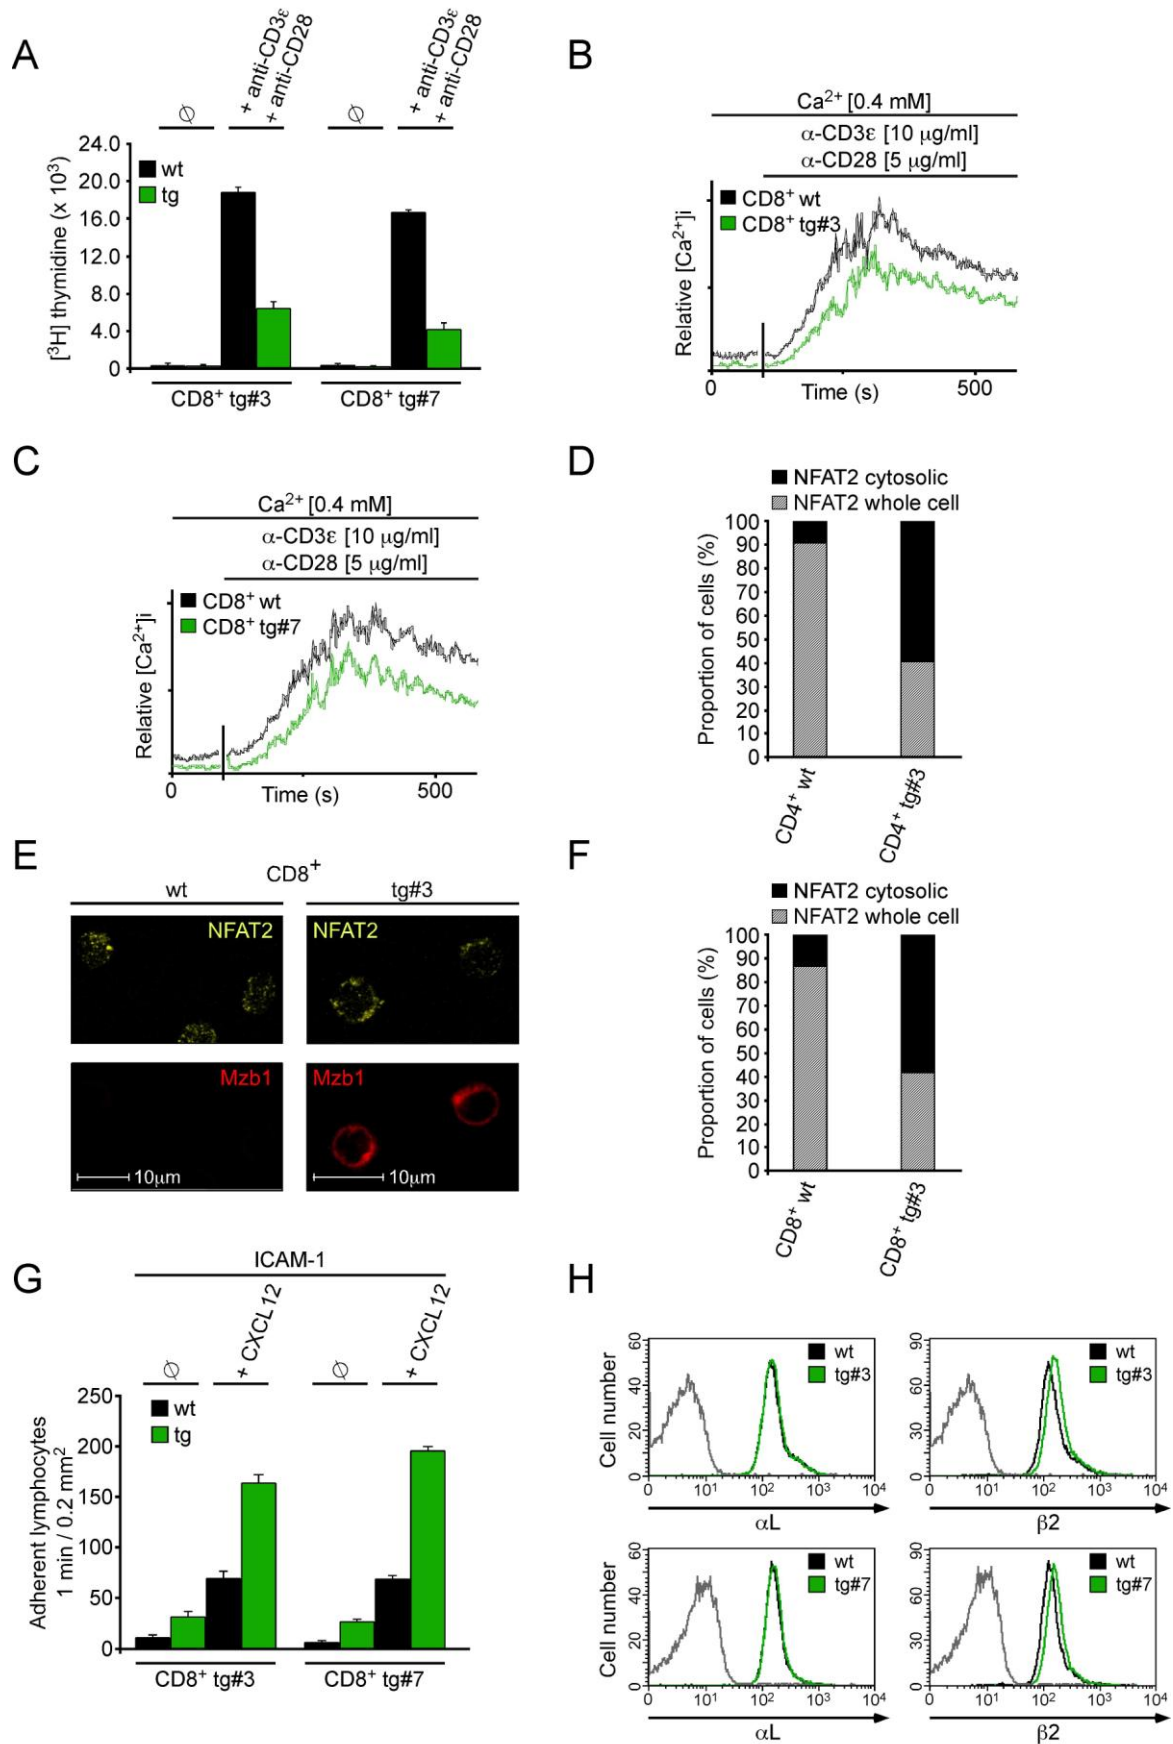 A
∅
+ anti-CD3ε
+ anti-CD28
∅
+ anti-CD3ε
+ anti-CD28
[³H] thymidine (x 10³)
24.0
20.0
16.0
12.0
8.0
4.0
0
wt
tg
CD8⁺ tg#3
CD8⁺ tg#7
B
Ca²⁺ [0.4 mM]
α-CD3ε [10 μg/ml]
α-CD28 [5 μg/ml]
CD8⁺ wt
CD8⁺ tg#3
Relative [Ca²⁺]i
0
500
Time (s)
C
Ca²⁺ [0.4 mM]
α-CD3ε [10 μg/ml]
α-CD28 [5 μg/ml]
CD8⁺ wt
CD8⁺ tg#7
Relative [Ca²⁺]i
0
500
Time (s)
D
NFAT2 cytosolic
NFAT2 whole cell
Proportion of cells (%)
100
90
80
70
60
50
40
30
20
10
0
CD4⁺ wt
CD4⁺ tg#3
E
CD8⁺
wt
tg#3
NFAT2
NFAT2
Mzb1
Mzb1
10μm
10μm
F
NFAT2 cytosolic
NFAT2 whole cell
Proportion of cells (%)
100
90
80
70
60
50
40
30
20
10
0
CD8⁺ wt
CD8⁺ tg#3
G
ICAM-1
∅
+ CXCL12
∅
+ CXCL12
Adherent lymphocytes
1 min / 0.2 mm²
250
200
150
100
50
0
wt
tg
CD8⁺ tg#3
CD8⁺ tg#7
H
Cell number
60
40
20
0
wt
tg#3
0
10¹
10²
10³
10⁴
αL
90
60
30
0
wt
tg#3
0
10¹
10²
10³
10⁴
β2
Cell number
60
40
20
0
wt
tg#7
0
10¹
10²
10³
10⁴
αL
90
60
30
0
wt
tg#7
0
10¹
10²
10³
10⁴
β2